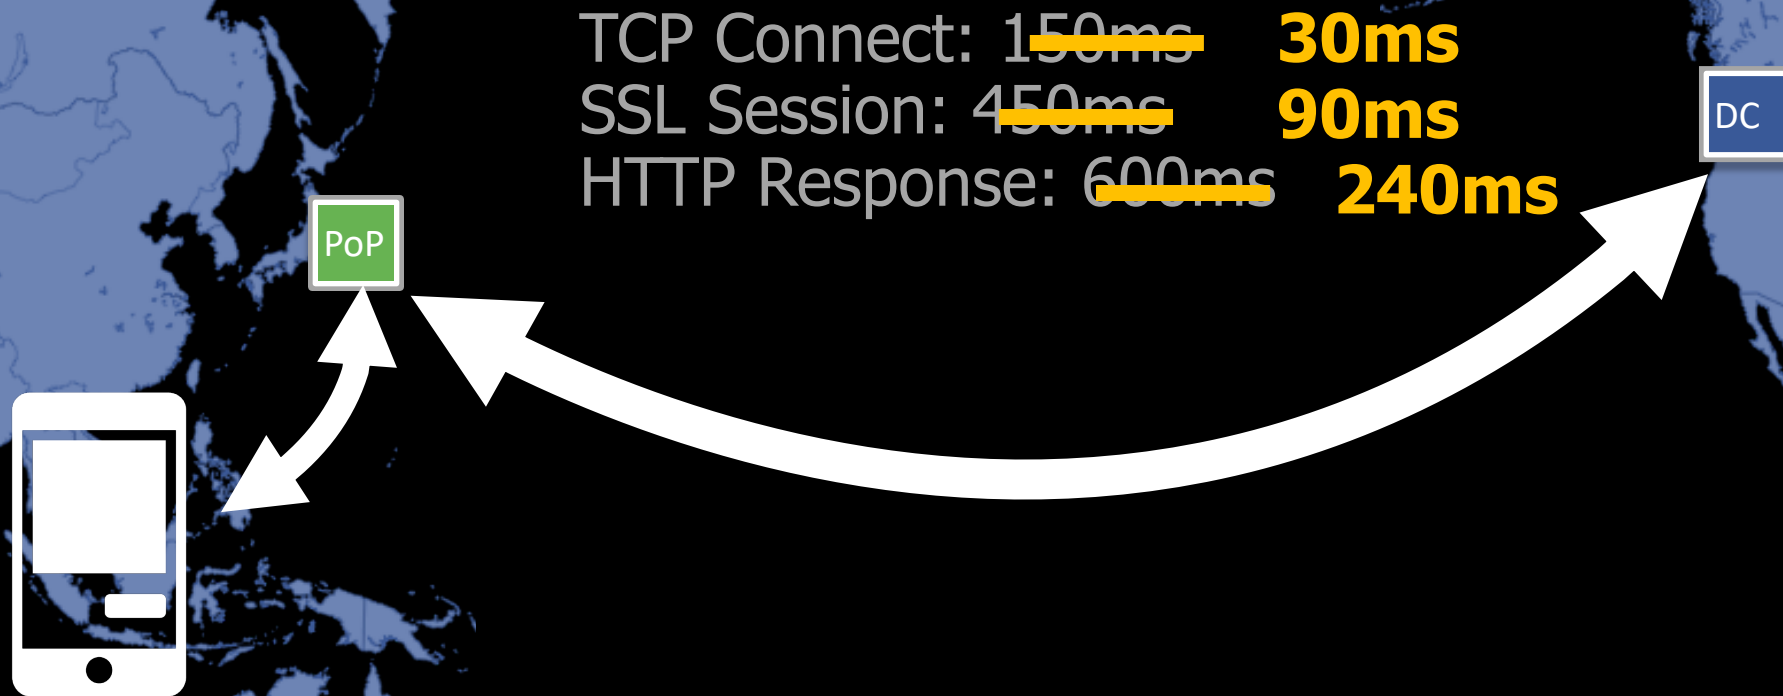 TCP Connect: 150ms 30ms
SSL Session: 450ms 90ms
HTTP Response: 600ms 240ms
DC
PoP